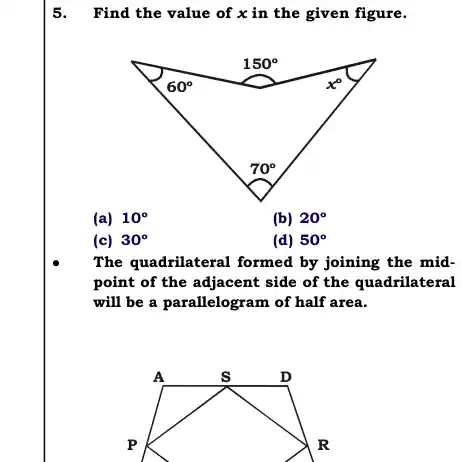 5. Find the value of x in the given figure.
150°
60°
x°
70°
(a) 10° (b) 20°
(c) 30° (d) 50°
• The quadrilateral formed by joining the mid-
point of the adjacent side of the quadrilateral
will be a parallelogram of half area.
A S D
P R